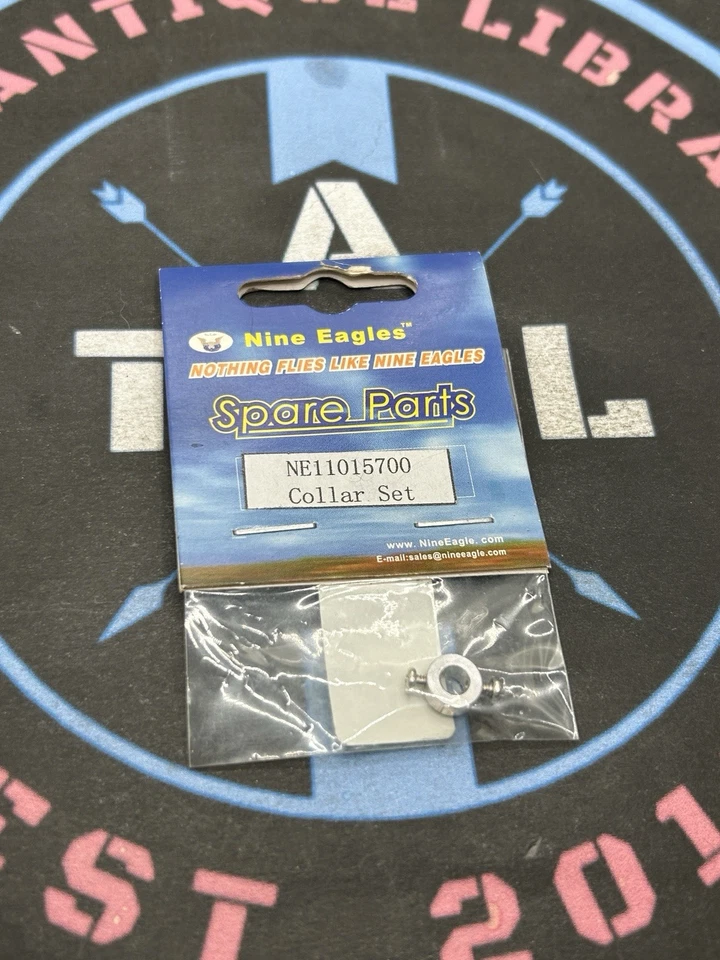 ANTIQUE LIBRA
A
T L
Nine Eagles™
NOTHING FLIES LIKE NINE EAGLES
Spare Parts
NE11015700
Collar Set
www. NineEagle. com
E-mail:sales@nineeagle.com
EST 201